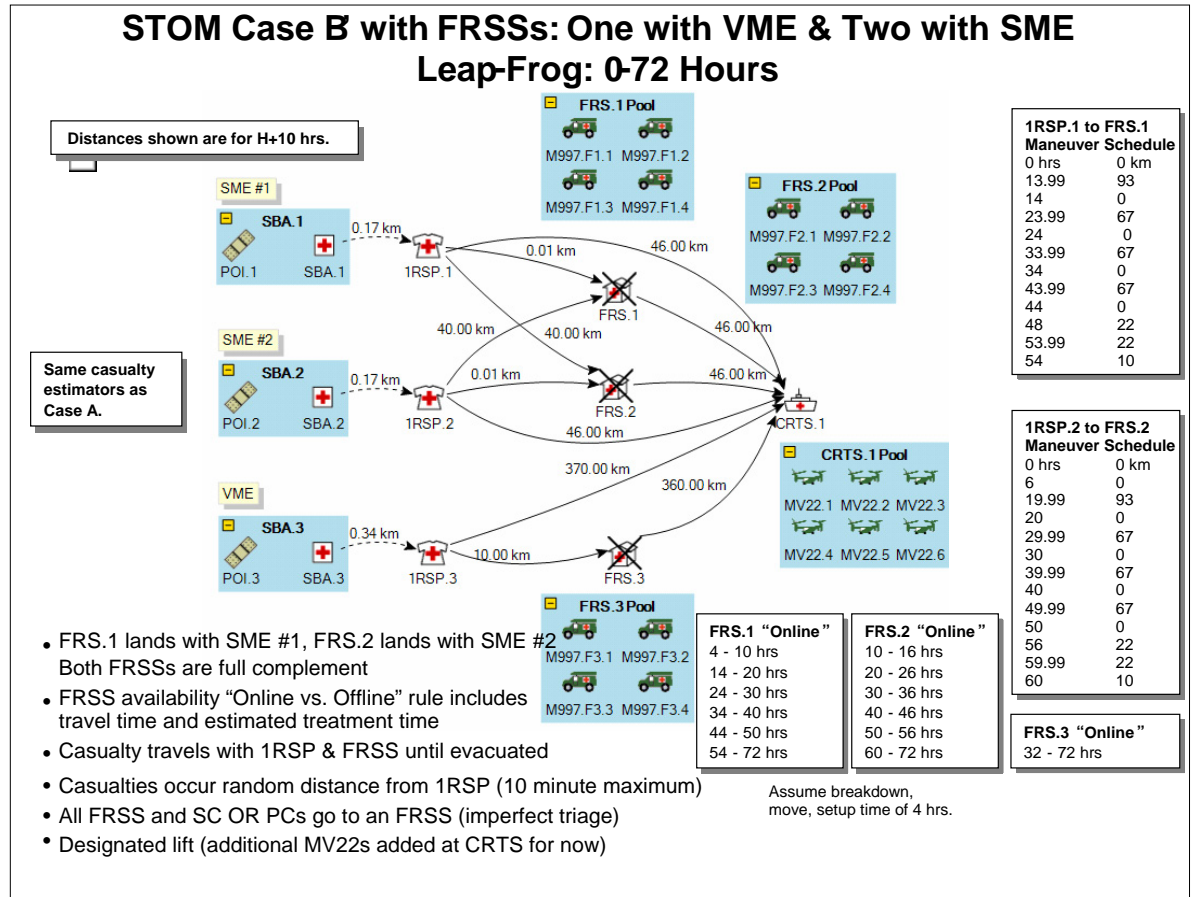 STOM Case B' with FRSSs: One with VME & Two with SME
Leap-Frog: 0-72 Hours
Distances shown are for H+10 hrs.
FRS.1 Pool
M997.F1.1 M997.F1.2
M997.F1.3 M997.F1.4
FRS.2 Pool
M997.F2.1 M997.F2.2
M997.F2.3 M997.F2.4
SME #1
SBA.1
POI.1 SBA.1
0.17 km
1RSP.1
46.00 km
0.01 km
FRS.1
40.00 km
40.00 km
46.00 km
SME #2
SBA.2
POI.2 SBA.2
0.17 km
1RSP.2
0.01 km
FRS.2
46.00 km
46.00 km
CRTS.1
Same casualty
estimators as
Case A.
VME
SBA.3
POI.3 SBA.3
0.34 km
1RSP.3
370.00 km
10.00 km
FRS.3
360.00 km
CRTS.1 Pool
MV22.1 MV22.2 MV22.3
MV22.4 MV22.5 MV22.6
FRS.3 Pool
M997.F3.1 M997.F3.2
M997.F3.3 M997.F3.4
1RSP.1 to FRS.1
Maneuver Schedule
0 hrs 0 km
13.99 93
14 0
23.99 67
24 0
33.99 67
34 0
43.99 67
44 0
48 22
53.99 22
54 10
1RSP.2 to FRS.2
Maneuver Schedule
0 hrs 0 km
6 0
19.99 93
20 0
29.99 67
30 0
39.99 67
40 0
49.99 67
50 0
56 22
59.99 22
60 10
FRS.1 “Online”
4 - 10 hrs
14 - 20 hrs
24 - 30 hrs
34 - 40 hrs
44 - 50 hrs
54 - 72 hrs
FRS.2 “Online”
10 - 16 hrs
20 - 26 hrs
30 - 36 hrs
40 - 46 hrs
50 - 56 hrs
60 - 72 hrs
FRS.3 “Online”
32 - 72 hrs
Assume breakdown,
move, setup time of 4 hrs.
• FRS.1 lands with SME #1, FRS.2 lands with SME #2
Both FRSSs are full complement
• FRSS availability “Online vs. Offline” rule includes
travel time and estimated treatment time
• Casualty travels with 1RSP & FRSS until evacuated
• Casualties occur random distance from 1RSP (10 minute maximum)
• All FRSS and SC OR PCs go to an FRSS (imperfect triage)
• Designated lift (additional MV22s added at CRTS for now)